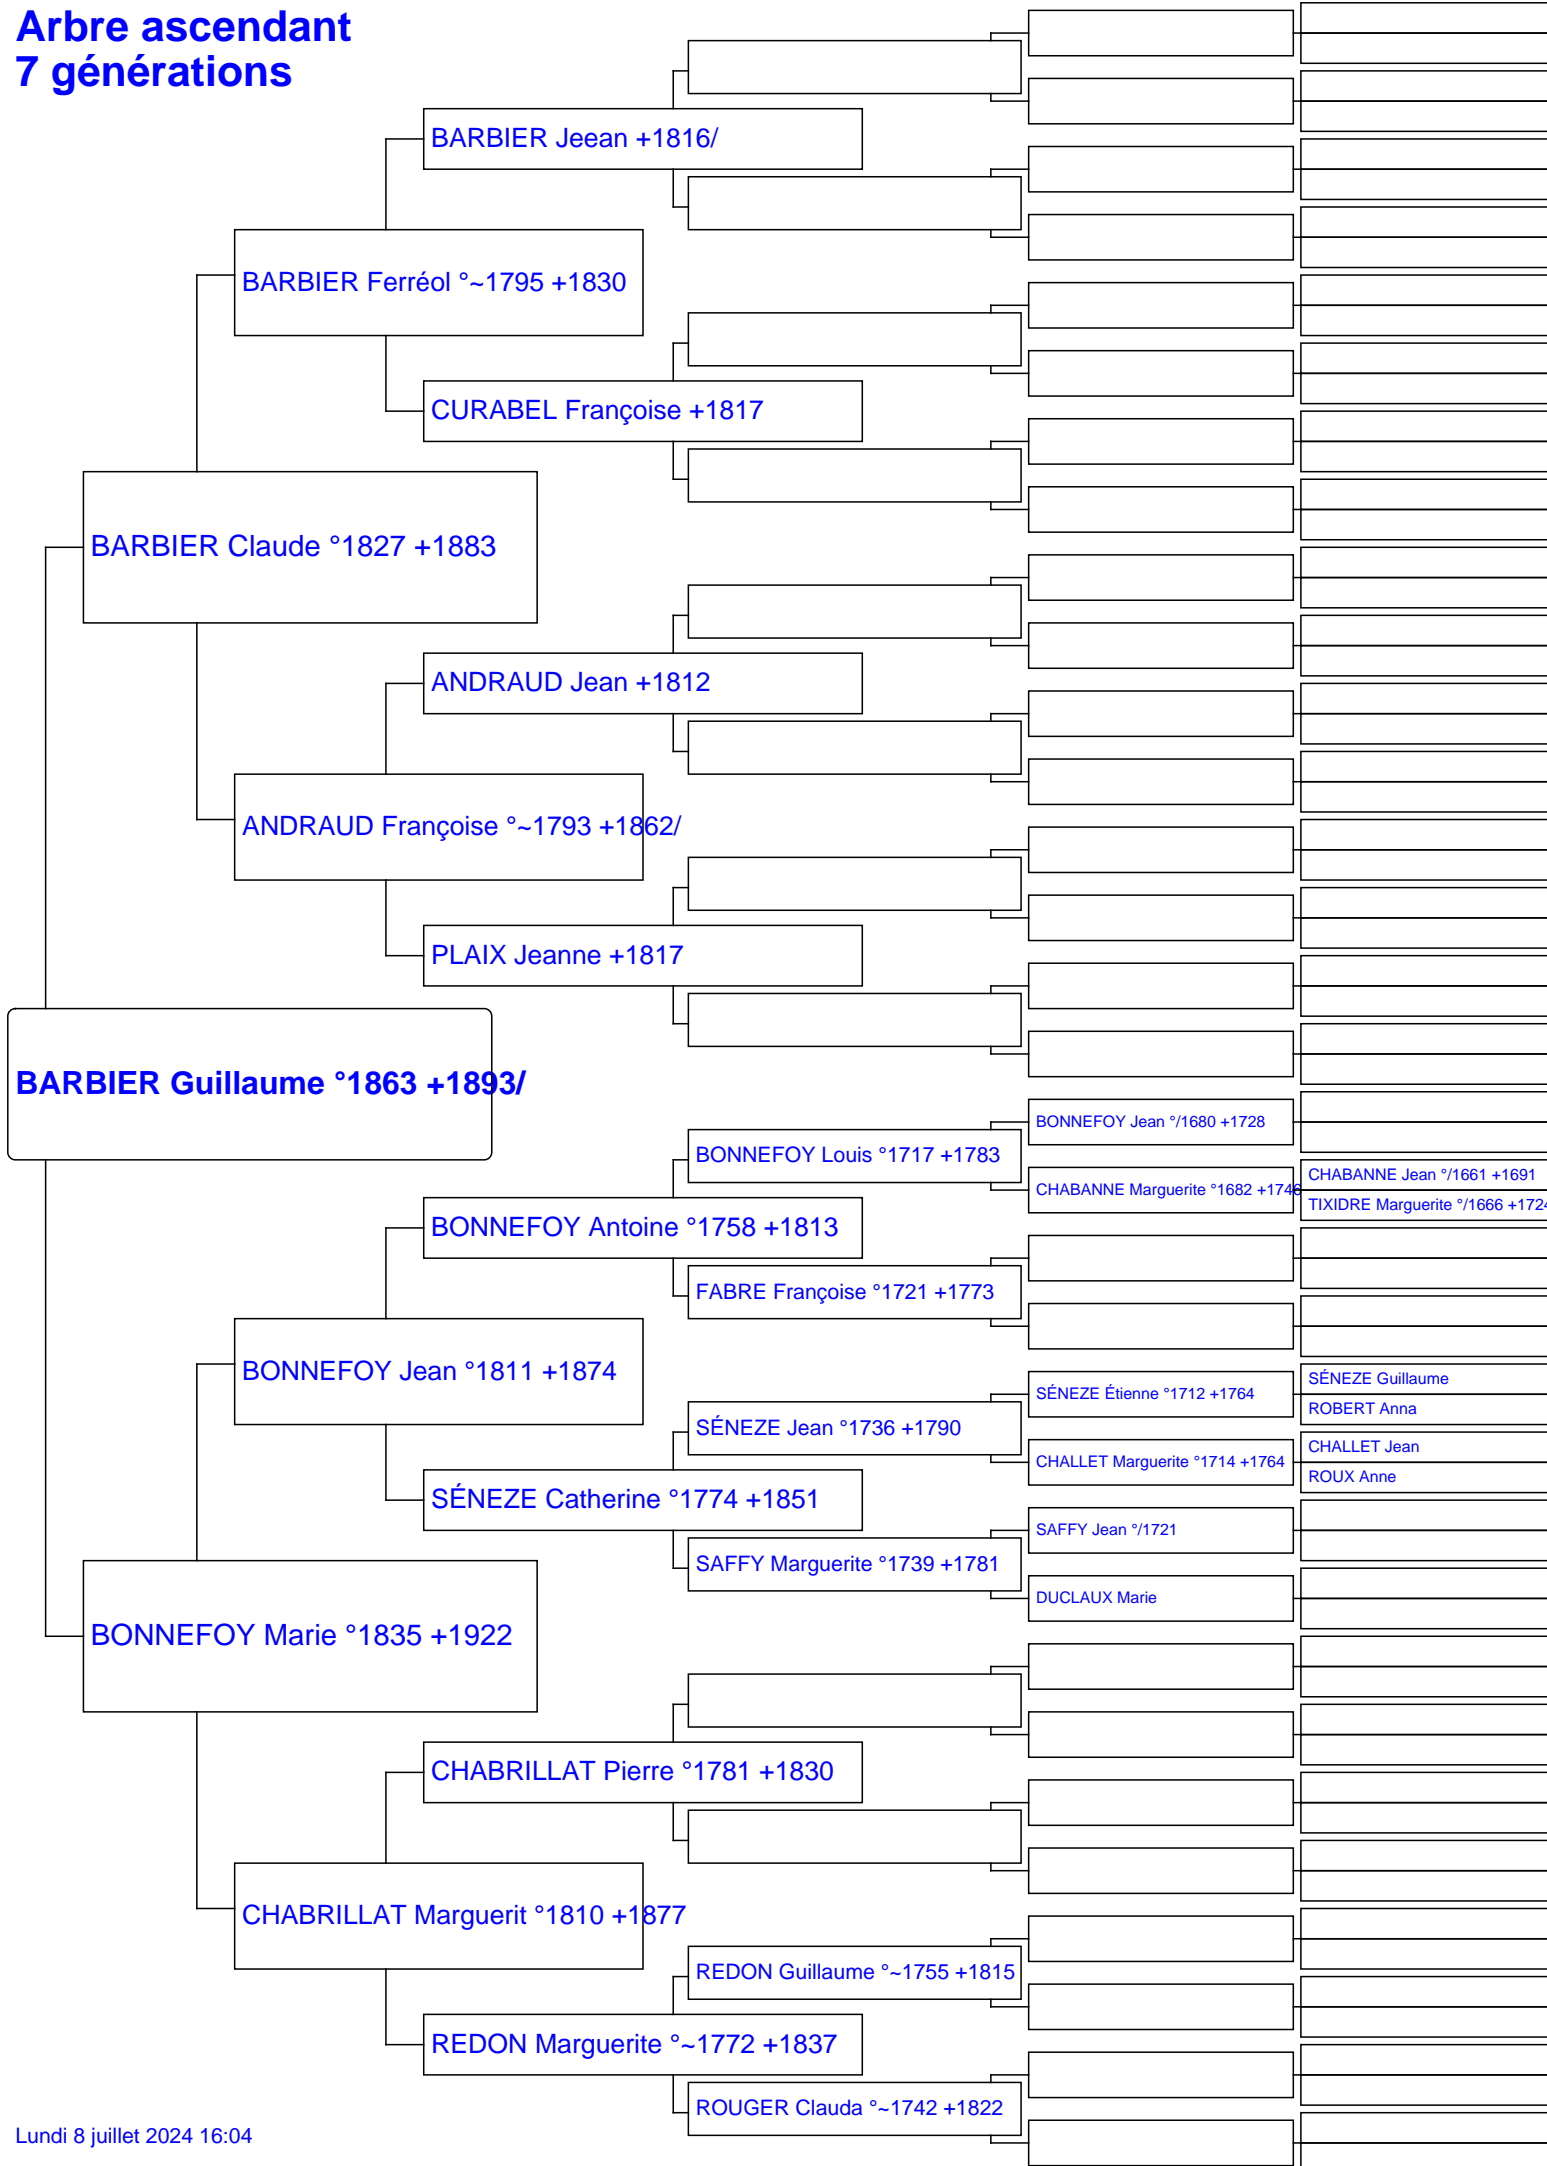 Arbre ascendant
7 générations
BARBIER Jeean +1816/
BARBIER Ferréol °~1795 +1830
CURABEL Françoise +1817
BARBIER Claude °1827 +1883
ANDRAUD Jean +1812
ANDRAUD Françoise °~1793 +1862/
PLAIX Jeanne +1817
BARBIER Guillaume °1863 +1893/
BONNEFOY Jean °/1680 +1728
BONNEFOY Louis °1717 +1783
CHABANNE Jean °/1661 +1691
CHABANNE Marguerite °1682 +1746
TIXIDRE Marguerite °/1666 +1724
BONNEFOY Antoine °1758 +1813
FABRE Françoise °1721 +1773
BONNEFOY Jean °1811 +1874
SÉNEZE Guillaume
SÉNEZE Étienne °1712 +1764
ROBERT Anna
SÉNEZE Jean °1736 +1790
CHALLET Jean
CHALLET Marguerite °1714 +1764
ROUX Anne
SÉNEZE Catherine °1774 +1851
SAFFY Jean °/1721
SAFFY Marguerite °1739 +1781
DUCLAUX Marie
BONNEFOY Marie °1835 +1922
CHABRILLAT Pierre °1781 +1830
CHABRILLAT Marguerit °1810 +1877
REDON Guillaume °~1755 +1815
REDON Marguerite °~1772 +1837
ROUGER Clauda °~1742 +1822
Lundi 8 juillet 2024 16:04